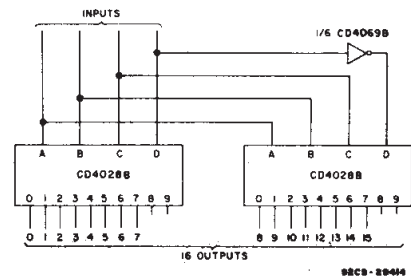 INPUTS
1/6 CD4069B
A B C D
A B C D
CD4028B
CD4028B
0 1 2 3 4 5 6 7 8 9
0 1 2 3 4 5 6 7 8 9
0 1 2 3 4 5 6 7
8 9 10 11 12 13 14 15
16 OUTPUTS
92CS-29414